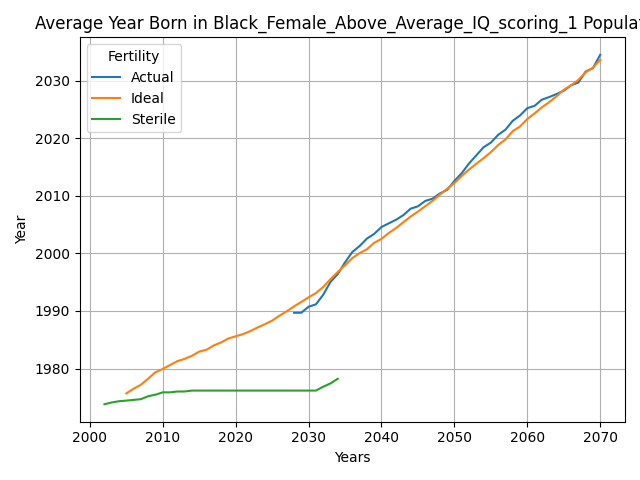 Average Year Born in Black_Female_Above_Average_IQ_scoring_1 Populat
Fertility
Actual
Ideal
Sterile
2030
2020
2010
2000
1990
1980
Year
2000 2010 2020 2030 2040 2050 2060 2070
Years